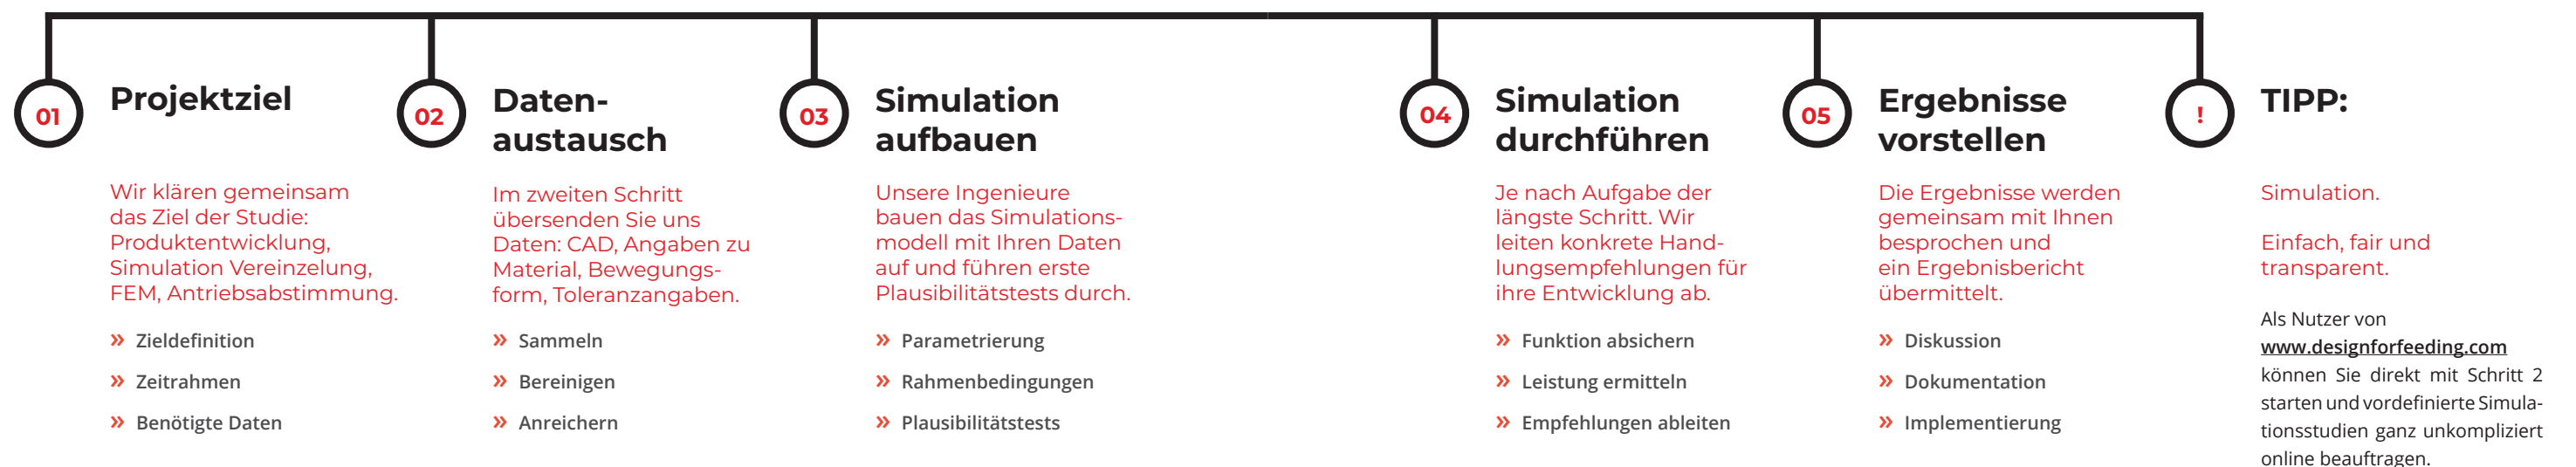 01
Projektziel
Wir klären gemeinsam
das Ziel der Studie:
Produktentwicklung,
Simulation Vereinzelung,
FEM, Antriebsabstimmung.
» Zieldefinition
» Zeitrahmen
» Benötigte Daten
02
Daten-
austausch
Im zweiten Schritt
übersenden Sie uns
Daten: CAD, Angaben zu
Material, Bewegungs-
form, Toleranzangaben.
» Sammeln
» Bereinigen
» Anreichern
03
Simulation
aufbauen
Unsere Ingenieure
bauen das Simulations-
modell mit Ihren Daten
auf und führen erste
Plausibilitätstests durch.
» Parametrierung
» Rahmenbedingungen
» Plausibilitätstests
04
Simulation
durchführen
Je nach Aufgabe der
längste Schritt. Wir
leiten konkrete Hand-
lungsempfehlungen für
ihre Entwicklung ab.
» Funktion absichern
» Leistung ermitteln
» Empfehlungen ableiten
05
Ergebnisse
vorstellen
Die Ergebnisse werden
gemeinsam mit Ihnen
besprochen und
ein Ergebnisbericht
übermittelt.
» Diskussion
» Dokumentation
» Implementierung
!
TIPP:
Simulation.
Einfach, fair und
transparent.
Als Nutzer von
www.designforfeeding.com
können Sie direkt mit Schritt 2
starten und vordefinierte Simula-
tionsstudien ganz unkompliziert
online beauftragen.